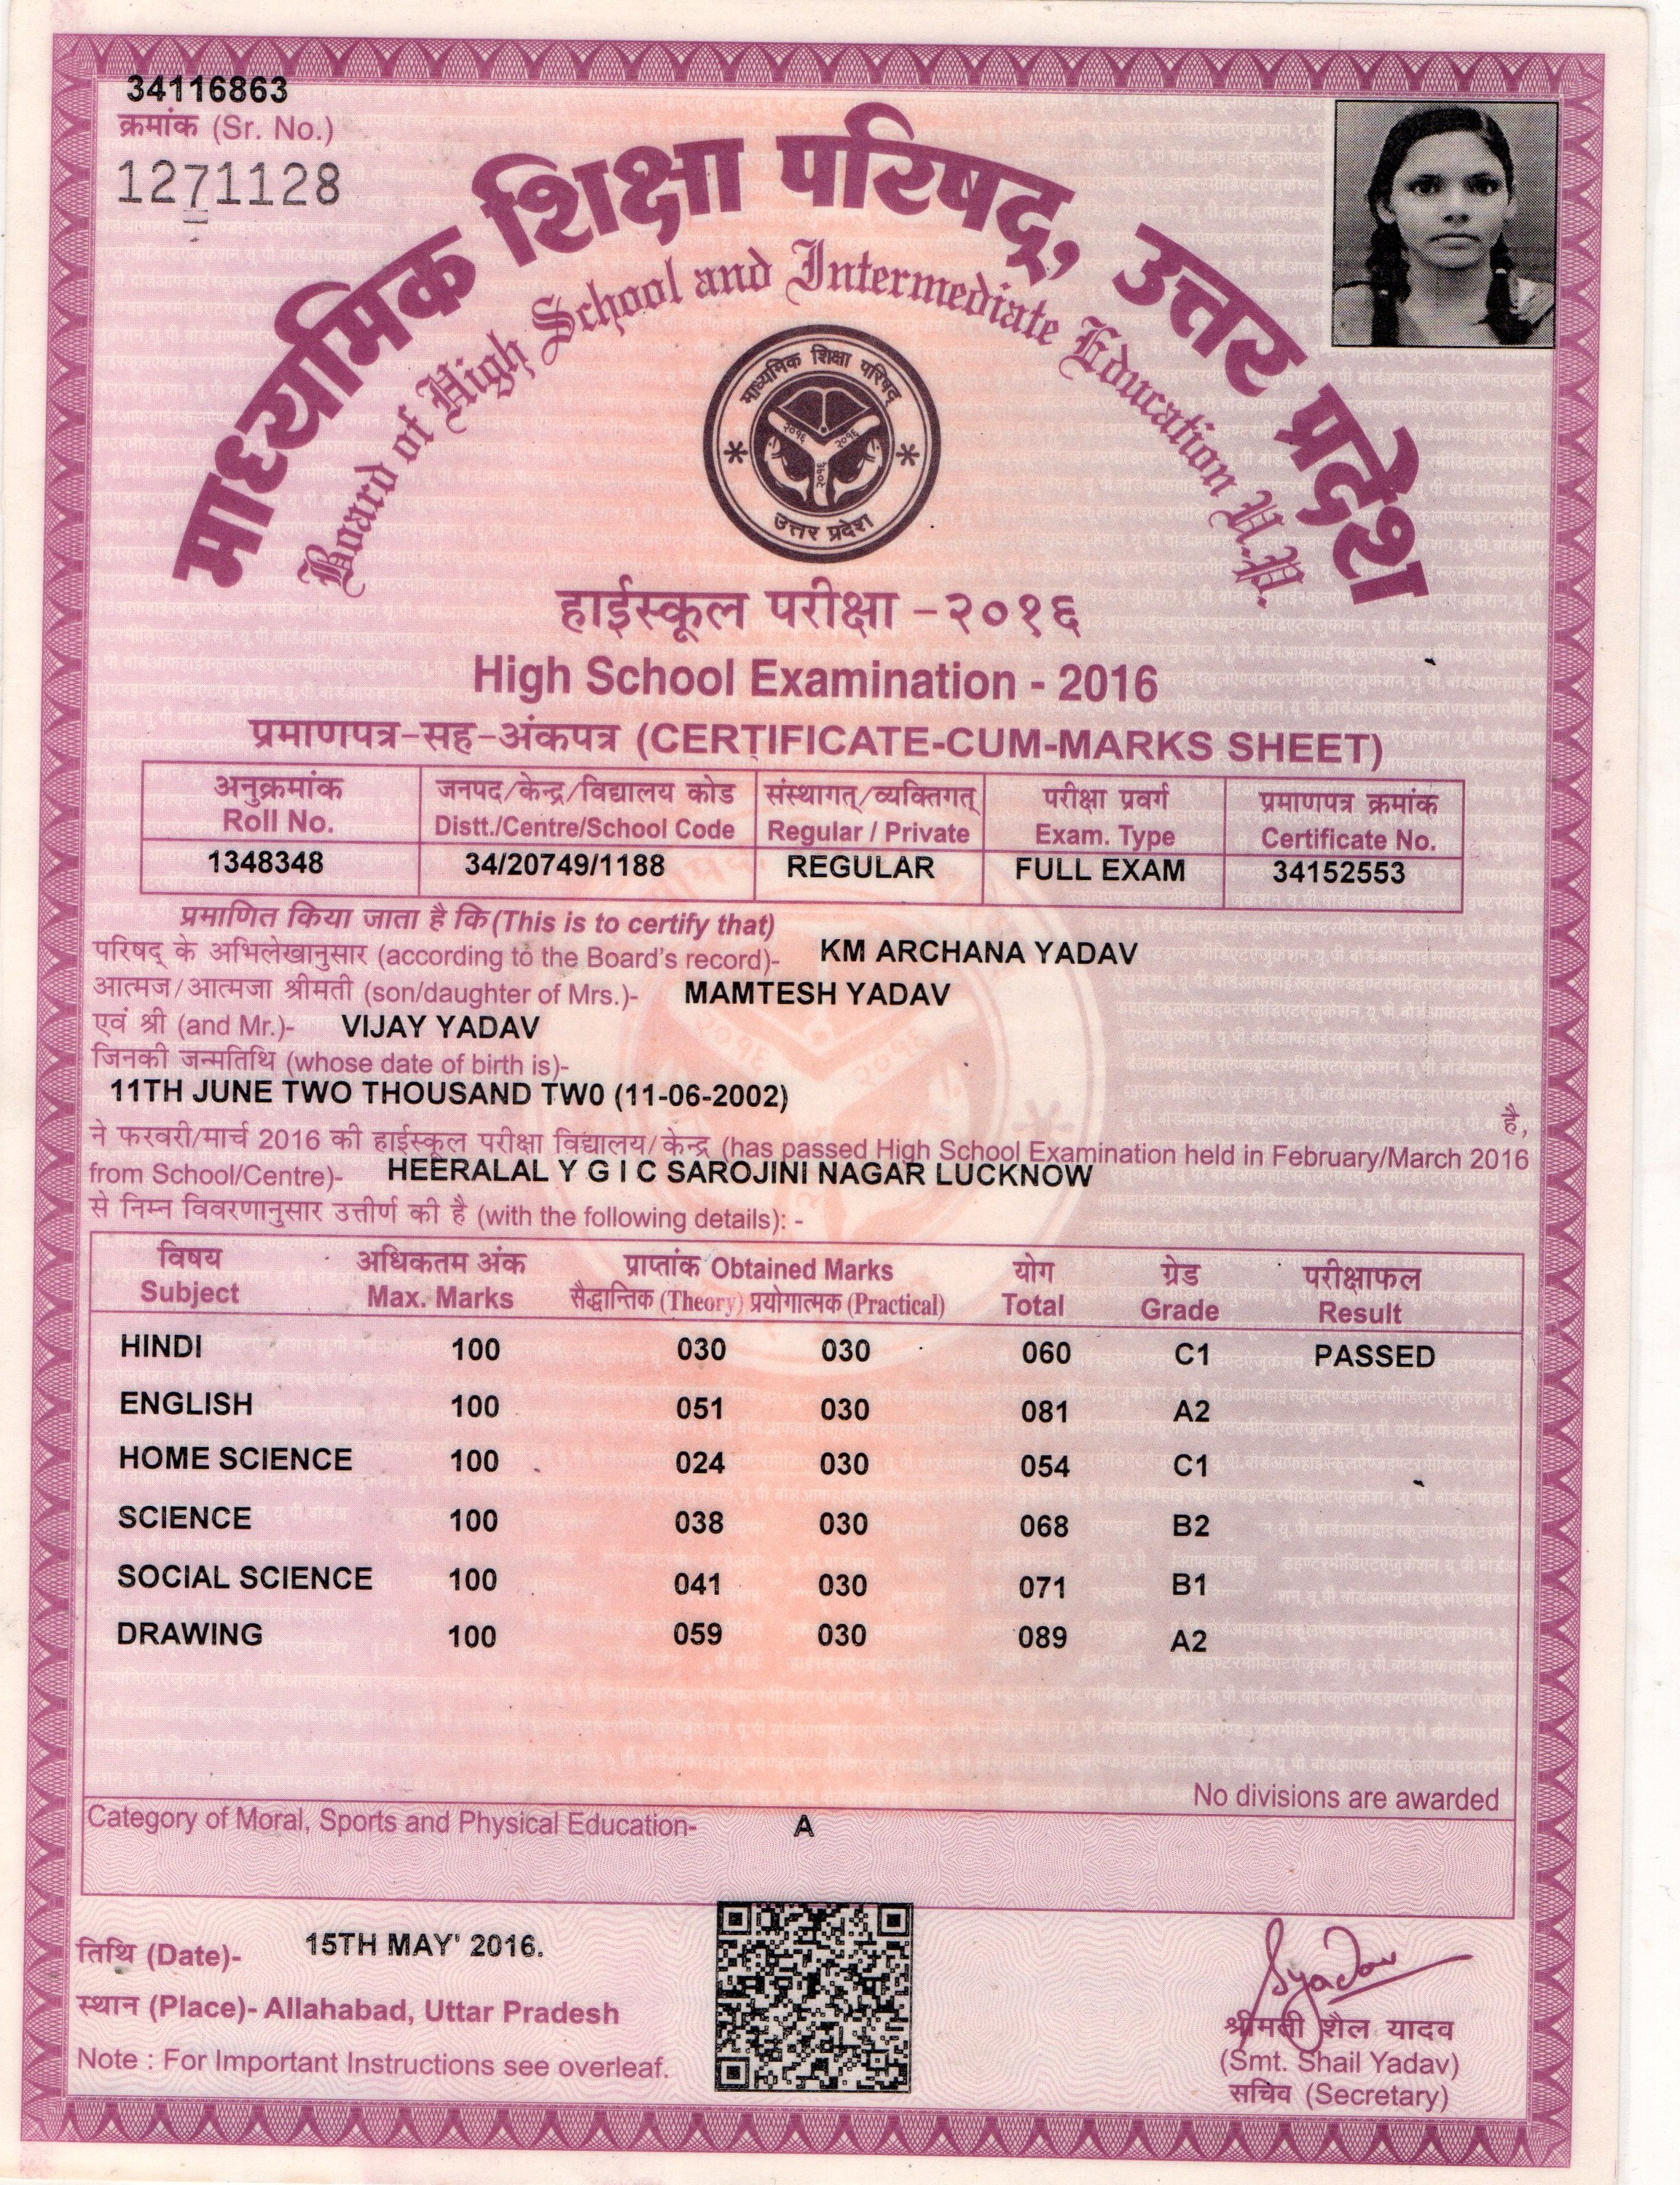 34116863
क्रमांक (Sr. No.)
1271128
माध्यमिक शिक्षा परिषद्, उत्तर प्रदेश
Board of High School and Intermediate Education U.P.
माध्यमिक शिक्षा परिषद्
२०१६ २०१६
२०१६
उत्तर प्रदेश
हाईस्कूल परीक्षा -२०१६
High School Examination - 2016
प्रमाणपत्र-सह-अंकपत्र (CERTIFICATE-CUM-MARKS SHEET)
अनुक्रमांक जनपद/केन्द्र/विद्यालय कोड संस्थागत्/व्यक्तिगत् परीक्षा प्रवर्ग प्रमाणपत्र क्रमांक
Roll No. Distt./Centre/School Code Regular / Private Exam. Type Certificate No.
1348348 34/20749/1188 REGULAR FULL EXAM 34152553
प्रमाणित किया जाता है कि (This is to certify that)
परिषद् के अभिलेखानुसार (according to the Board's record)- KM ARCHANA YADAV
आत्मज/आत्मजा श्रीमती (son/daughter of Mrs.)- MAMTESH YADAV
एवं श्री (and Mr.)- VIJAY YADAV
जिनकी जन्मतिथि (whose date of birth is)-
11TH JUNE TWO THOUSAND TW0 (11-06-2002)
है,
ने फरवरी/मार्च 2016 की हाईस्कूल परीक्षा विद्यालय/केन्द्र (has passed High School Examination held in February/March 2016
from School/Centre)- HEERALAL Y G I C SAROJINI NAGAR LUCKNOW
से निम्न विवरणानुसार उत्तीर्ण की है (with the following details): -
विषय अधिकतम अंक प्राप्तांक Obtained Marks योग ग्रेड परीक्षाफल
Subject Max. Marks सैद्धान्तिक (Theory) प्रयोगात्मक (Practical) Total Grade Result
HINDI 100 030 030 060 C1 PASSED
ENGLISH 100 051 030 081 A2
HOME SCIENCE 100 024 030 054 C1
SCIENCE 100 038 030 068 B2
SOCIAL SCIENCE 100 041 030 071 B1
DRAWING 100 059 030 089 A2
No divisions are awarded
Category of Moral, Sports and Physical Education- A
तिथि (Date)- 15TH MAY' 2016.
स्थान (Place)- Allahabad, Uttar Pradesh
Note : For Important Instructions see overleaf.
SYadav
श्रीमती शैल यादव
(Smt. Shail Yadav)
सचिव (Secretary)